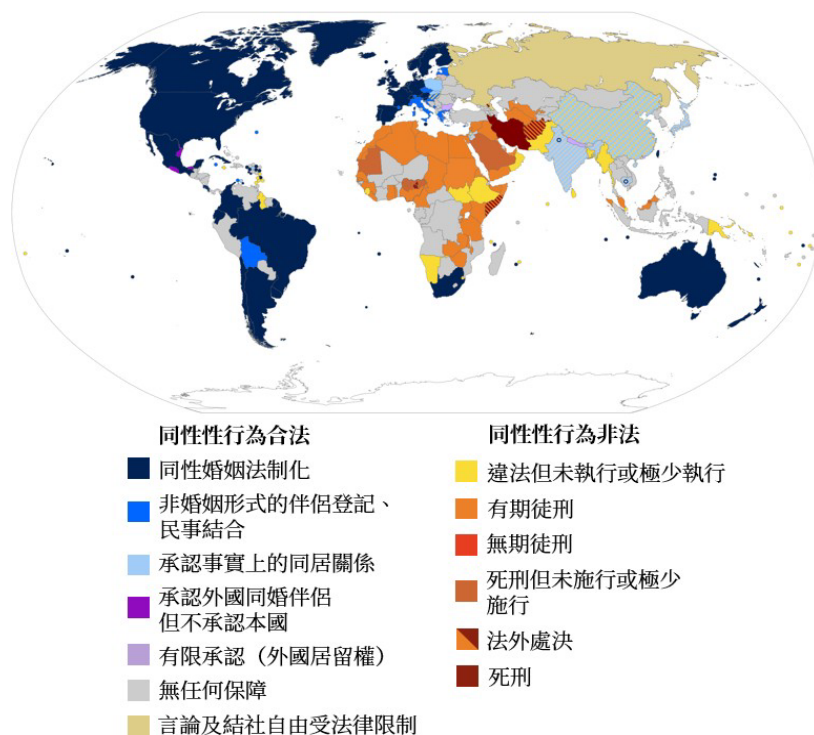 同性性行為合法
同性婚姻法制化
非婚姻形式的伴侶登記、
民事結合
承認事實上的同居關係
承認外國同婚伴侶
但不承認本國
有限承認（外國居留權）
無任何保障
言論及結社自由受法律限制
同性性行為非法
違法但未執行或極少執行
有期徒刑
無期徒刑
死刑但未施行或極少
施行
法外處決
死刑